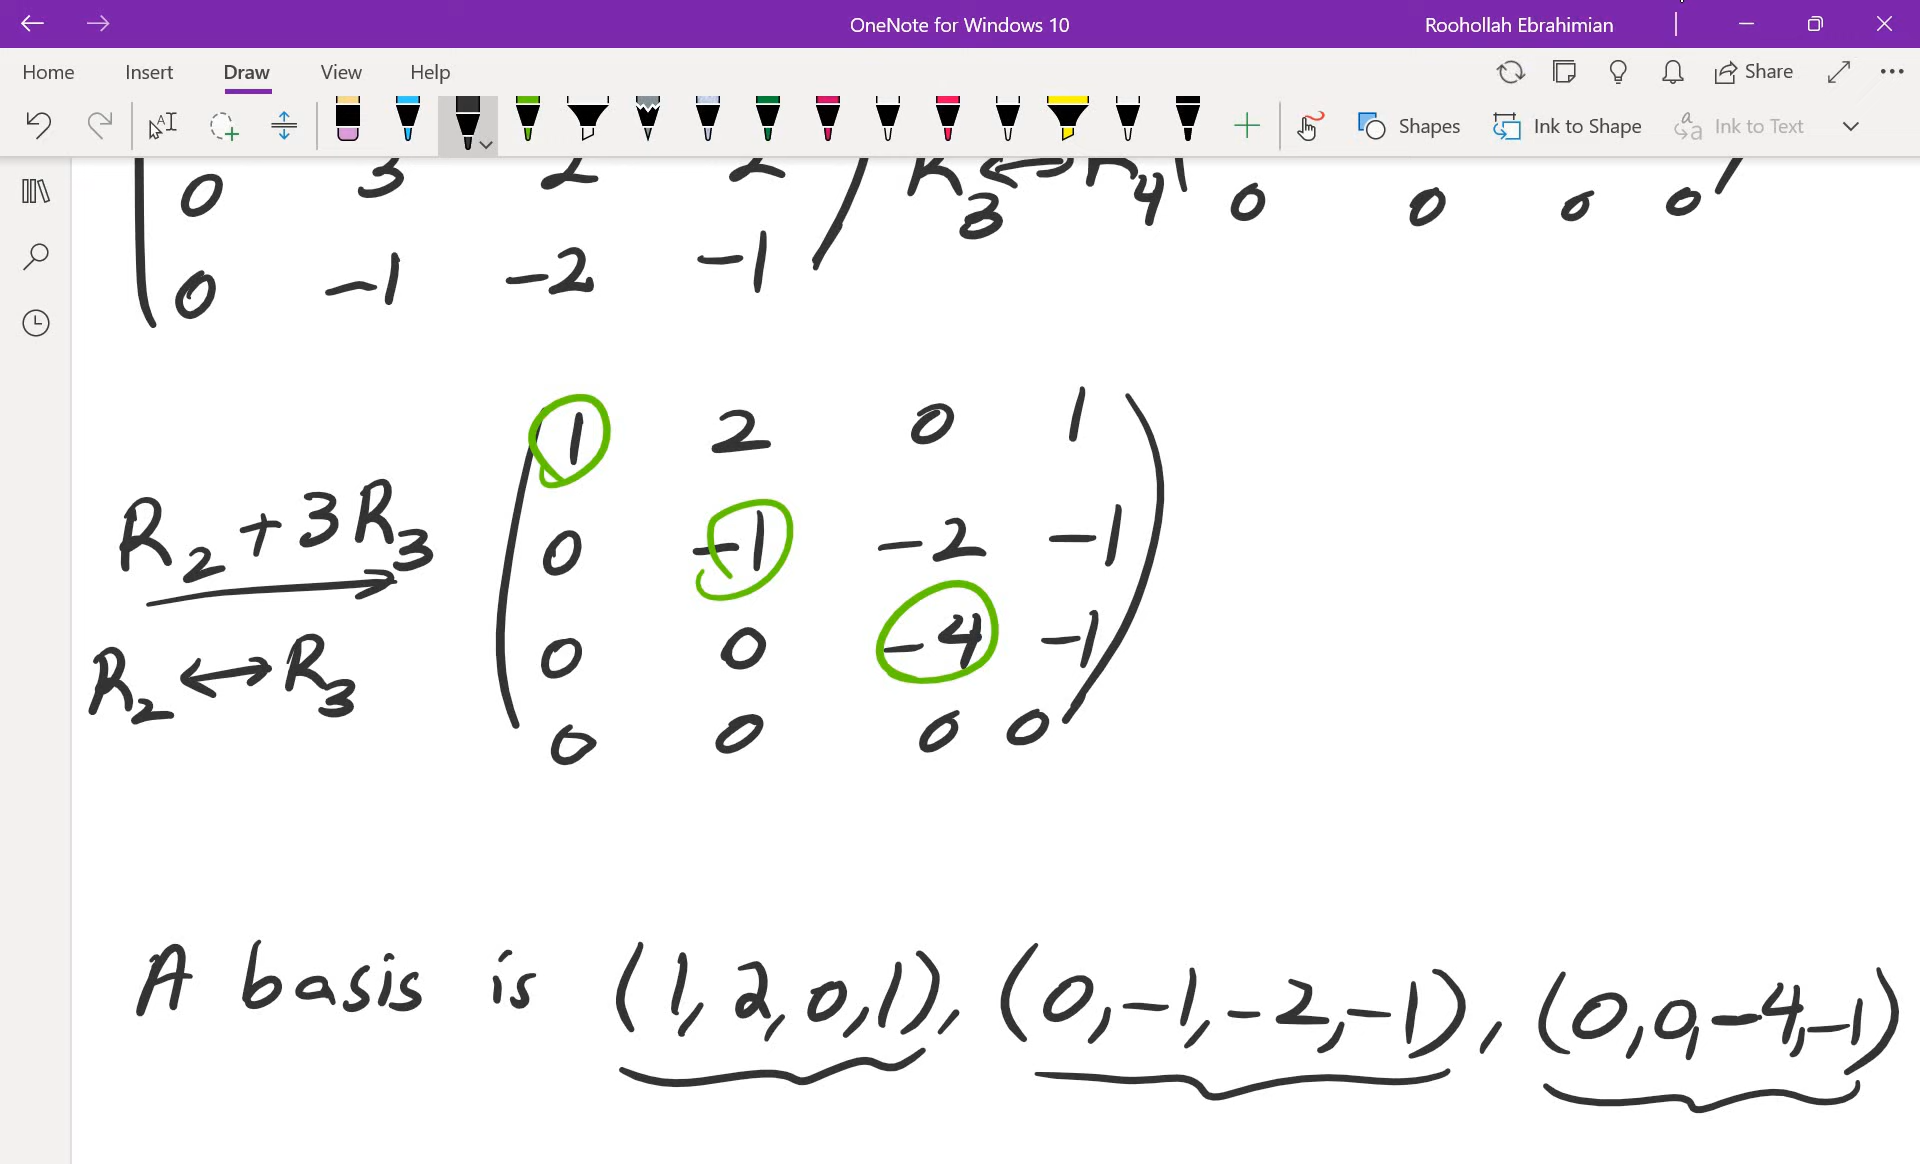 OneNote for Windows 10 Roohollah Ebrahimian
Home Insert Draw View Help Share
Shapes Ink to Shape Ink to Text
0 3 2 2 R3 ↔ R4 0 0 0 0
0 -1 -2 -1
1 2 0 1
R2 + 3R3 0 -1 -2 -1
R2 ↔ R3 0 0 -4 -1
0 0 0 0
A basis is (1, 2, 0, 1), (0, -1, -2, -1), (0, 0, -4, -1)